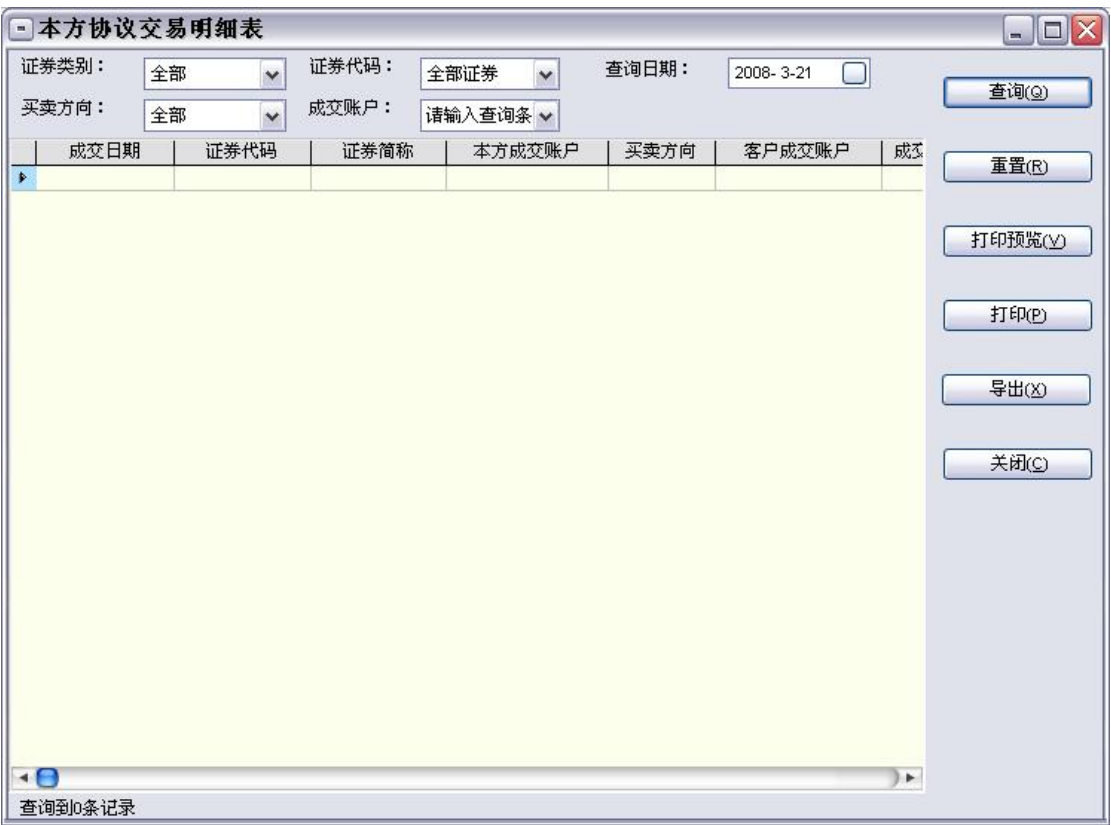 本方协议交易明细表
证券类别： 全部 证券代码： 全部证券 查询日期： 2008- 3-21
买卖方向： 全部 成交账户： 请输入查询条
成交日期 证券代码 证券简称 本方成交账户 买卖方向 客户成交账户 成交
查询(Q)
重置(R)
打印预览(V)
打印(P)
导出(X)
关闭(C)
查询到0条记录